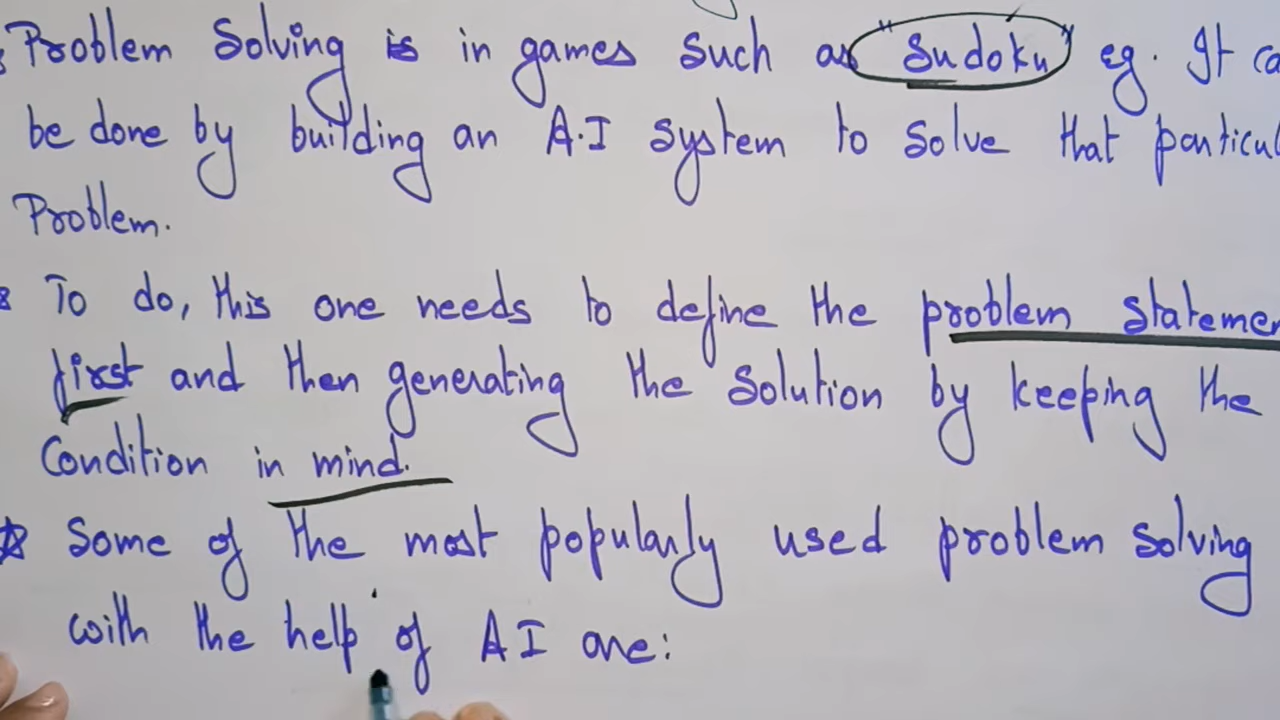 Problem Solving is in games such as "Sudoku" eg. It ca
be done by building an A.I system to solve that particul
Problem.
To do, this one needs to define the problem statemen
first and then generating the solution by keeping the
Condition in mind.
Some of the most popularly used problem solving
with the help of AI are: